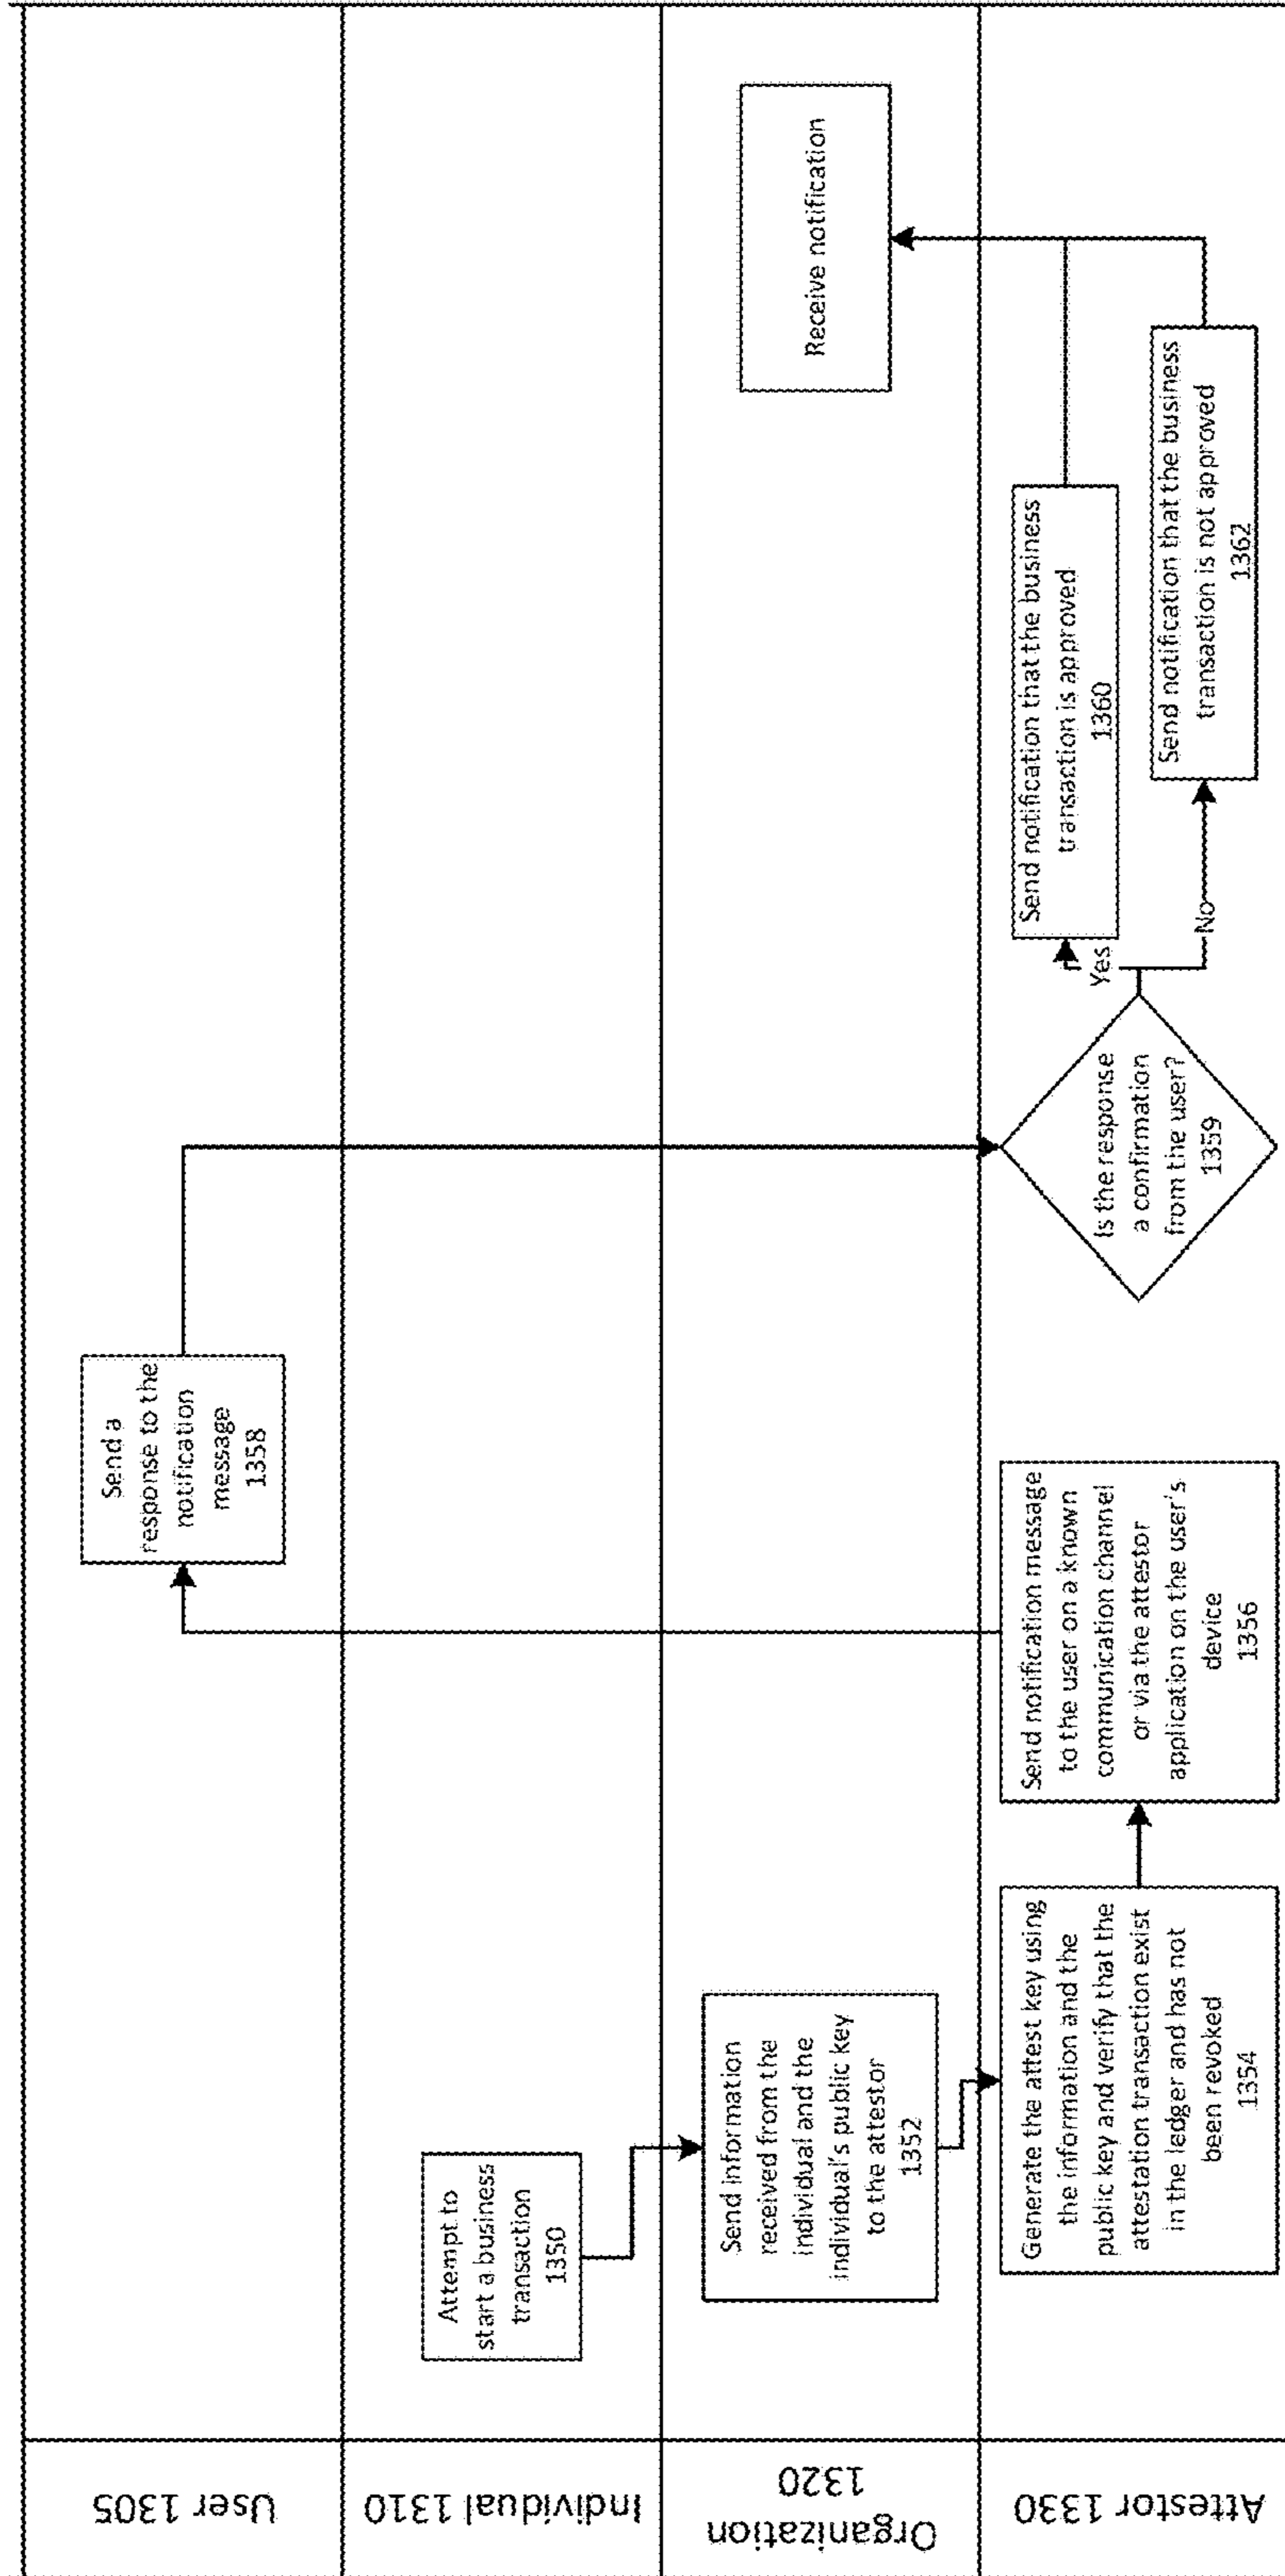 User 1305
Individual 1310
Organization
1320
Attestor 1330
Attempt to
start a business
transaction
1350
Send information
received from the
individual and the
individual's public key
to the attestor
1352
Generate the attest key using
the information and the
public key and verify that the
attestation transaction exist
in the ledger and has not
been revoked
1354
Send notification message
to the user on a known
communication channel
or via the attestor
application on the user's
device
1356
Send a
response to the
notification
message
1358
Is the response
a confirmation
from the user?
1359
Yes
No
Send notification that the business
transaction is approved
1360
Send notification that the business
transaction is not approved
1362
Receive notification